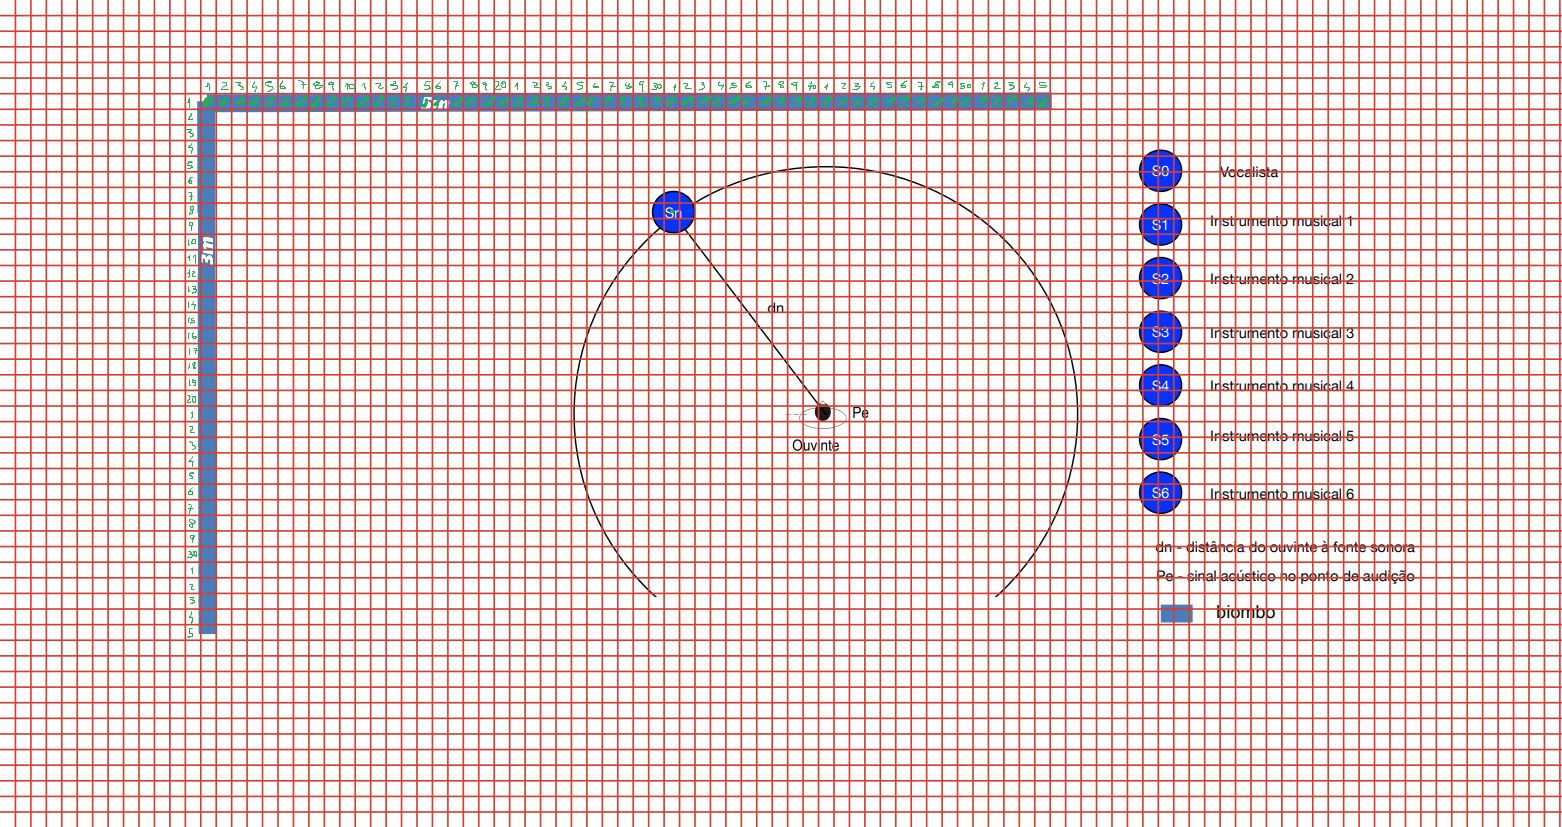 1 2 3 4 5 6 7 8 9 10 1 2 3 4 5 6 7 8 9 20 1 2 3 4 5 6 7 8 9 30 1 2 3 4 5 6 7 8 9 40 1 2 3 4 5 6 7 8 9 50 1 2 3 4 5
5m
1
2
3
4
5
6
7
8
9
10
11
12
13
14
15
16
17
18
19
20
1
2
3
4
5
6
7
8
9
30
1
2
3
4
5
3m
Sn
dn
Pe
Ouvinte
S0 Vocalista
S1 Instrumento musical 1
S2 Instrumento musical 2
S3 Instrumento musical 3
S4 Instrumento musical 4
S5 Instrumento musical 5
S6 Instrumento musical 6
dn - distância do ouvinte à fonte sonora
Pe - sinal acústico no ponto de audição
biombo